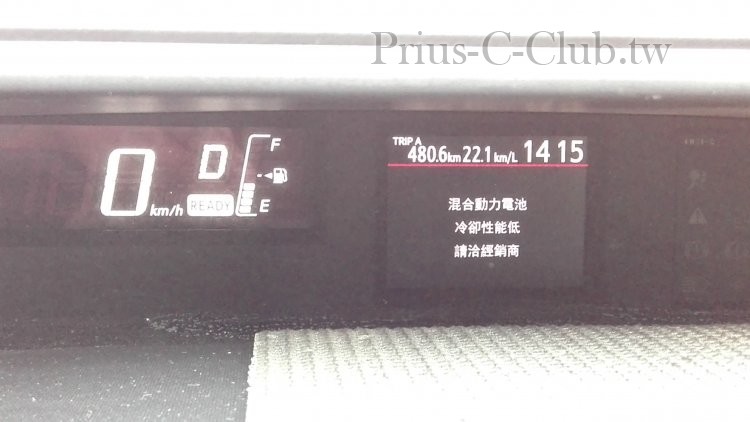 Prius-C-Club.tw
TRIP A
480.6km 22.1km/L 14 15
混合動力電池
冷卻性能低
請洽經銷商
0 km/h
D
READY
F
E